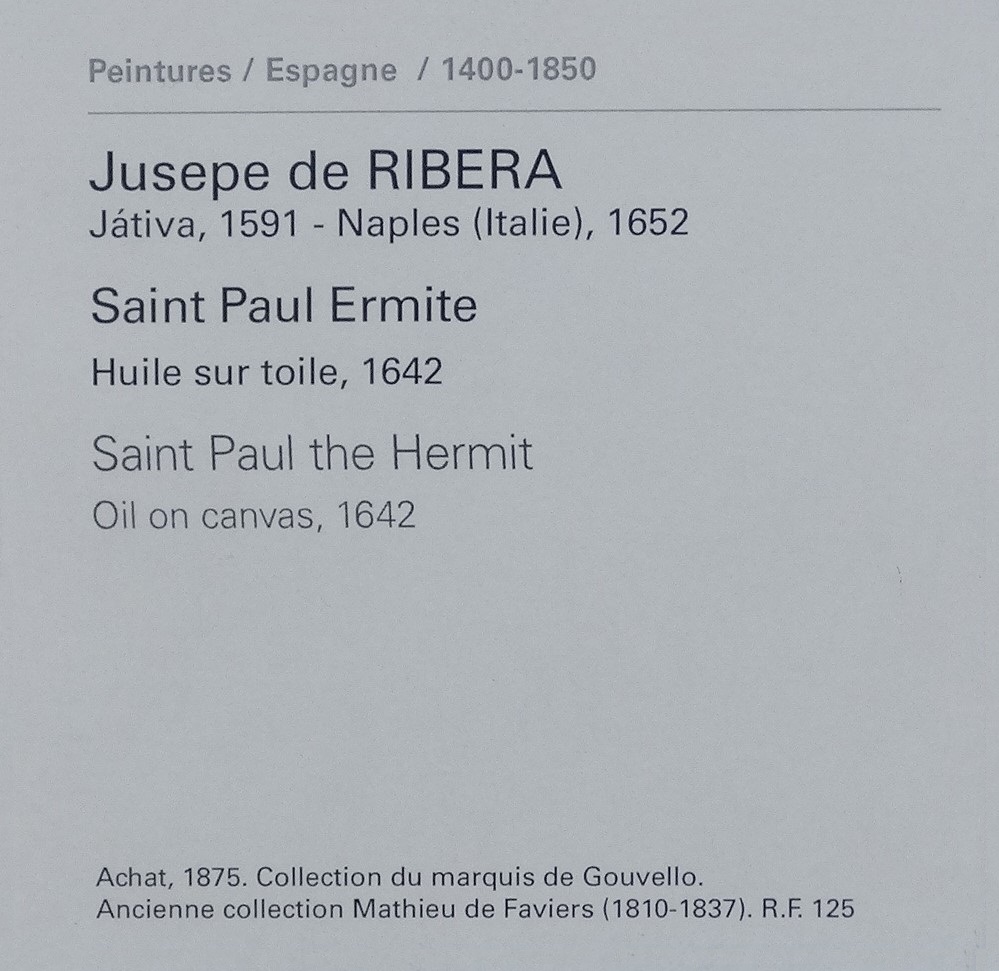 Peintures / Espagne / 1400-1850
Jusepe de RIBERA
Játiva, 1591 - Naples (Italie), 1652
Saint Paul Ermite
Huile sur toile, 1642
Saint Paul the Hermit
Oil on canvas, 1642
Achat, 1875. Collection du marquis de Gouvello.
Ancienne collection Mathieu de Faviers (1810-1837). R.F. 125